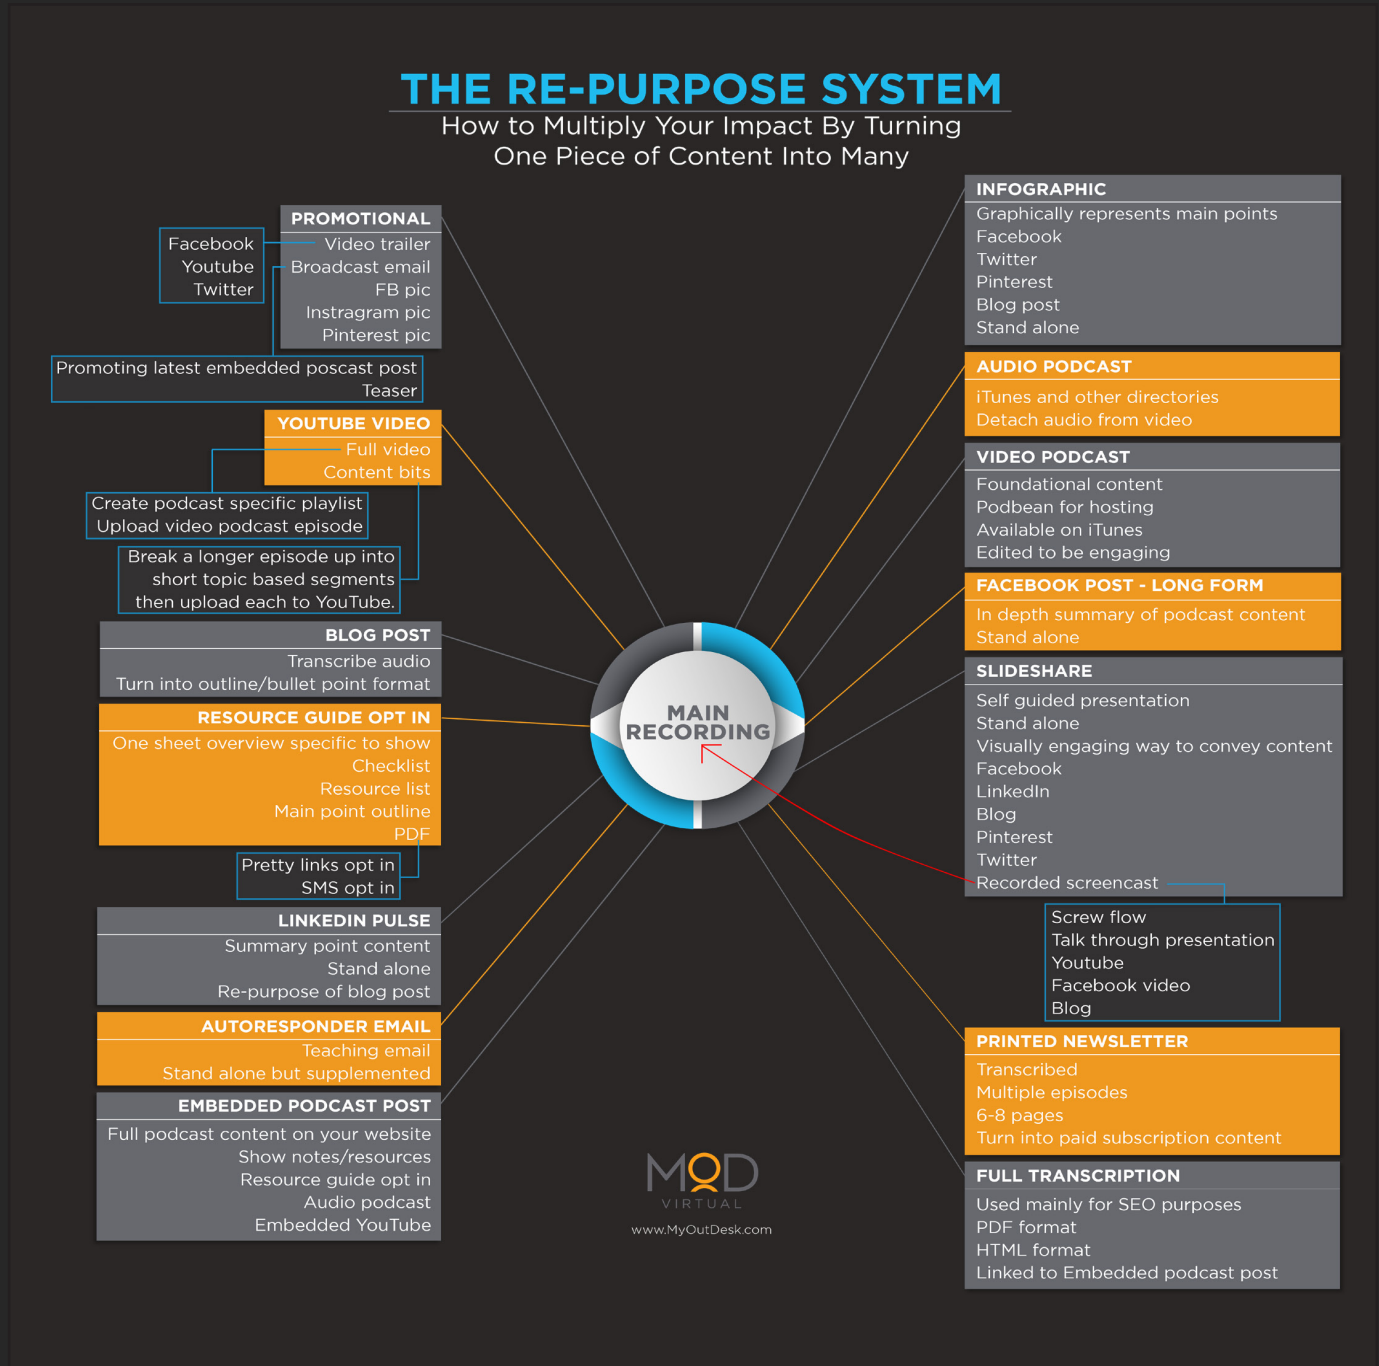 THE RE-PURPOSE SYSTEM
How to Multiply Your Impact By Turning
One Piece of Content Into Many
PROMOTIONAL
Video trailer
Broadcast email
FB pic
Instragram pic
Pinterest pic
Facebook
Youtube
Twitter
Promoting latest embedded poscast post
Teaser
YOUTUBE VIDEO
Full video
Content bits
Create podcast specific playlist
Upload video podcast episode
Break a longer episode up into
short topic based segments
then upload each to YouTube.
BLOG POST
Transcribe audio
Turn into outline/bullet point format
RESOURCE GUIDE OPT IN
One sheet overview specific to show
Checklist
Resource list
Main point outline
PDF
Pretty links opt in
SMS opt in
LINKEDIN PULSE
Summary point content
Stand alone
Re-purpose of blog post
AUTORESPONDER EMAIL
Teaching email
Stand alone but supplemented
EMBEDDED PODCAST POST
Full podcast content on your website
Show notes/resources
Resource guide opt in
Audio podcast
Embedded YouTube
MAIN
RECORDING
INFOGRAPHIC
Graphically represents main points
Facebook
Twitter
Pinterest
Blog post
Stand alone
AUDIO PODCAST
iTunes and other directories
Detach audio from video
VIDEO PODCAST
Foundational content
Podbean for hosting
Available on iTunes
Edited to be engaging
FACEBOOK POST - LONG FORM
In depth summary of podcast content
Stand alone
SLIDESHARE
Self guided presentation
Stand alone
Visually engaging way to convey content
Facebook
LinkedIn
Blog
Pinterest
Twitter
Recorded screencast
Screw flow
Talk through presentation
Youtube
Facebook video
Blog
PRINTED NEWSLETTER
Transcribed
Multiple episodes
6-8 pages
Turn into paid subscription content
FULL TRANSCRIPTION
Used mainly for SEO purposes
PDF format
HTML format
Linked to Embedded podcast post
MOD
VIRTUAL
www.MyOutDesk.com